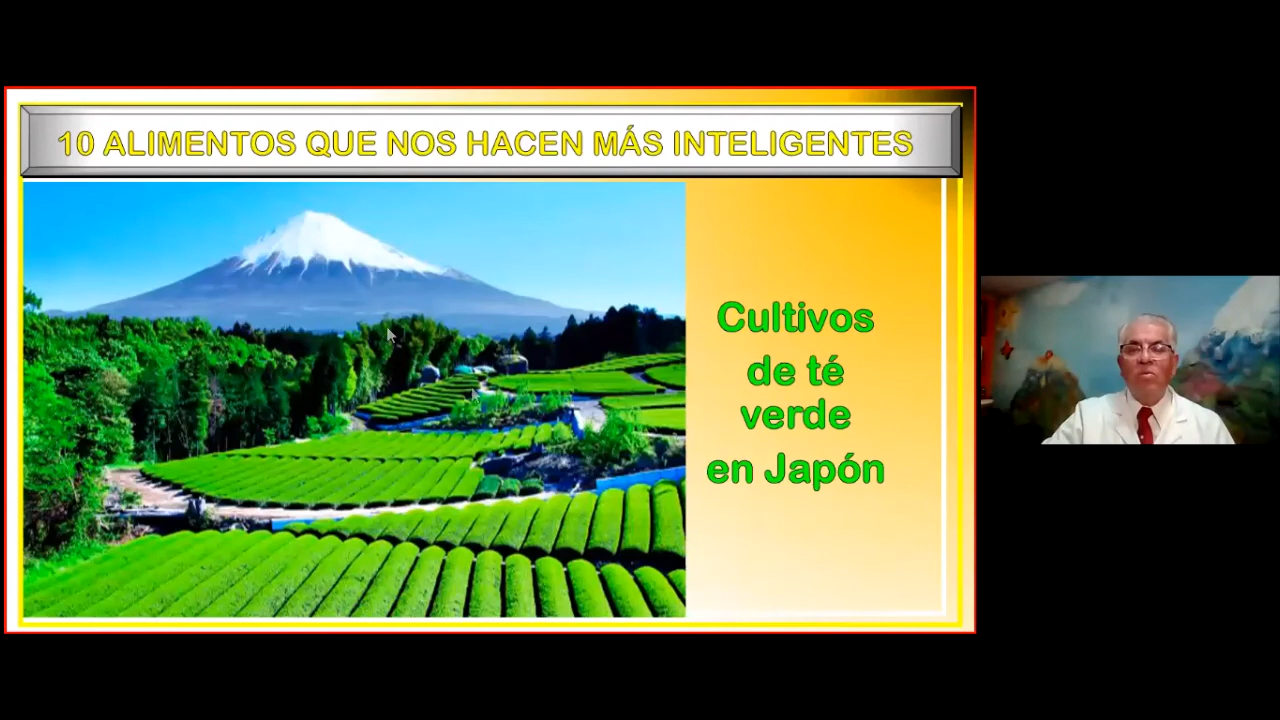 10 ALIMENTOS QUE NOS HACEN MÁS INTELIGENTES
Cultivos
de té
verde
en Japón